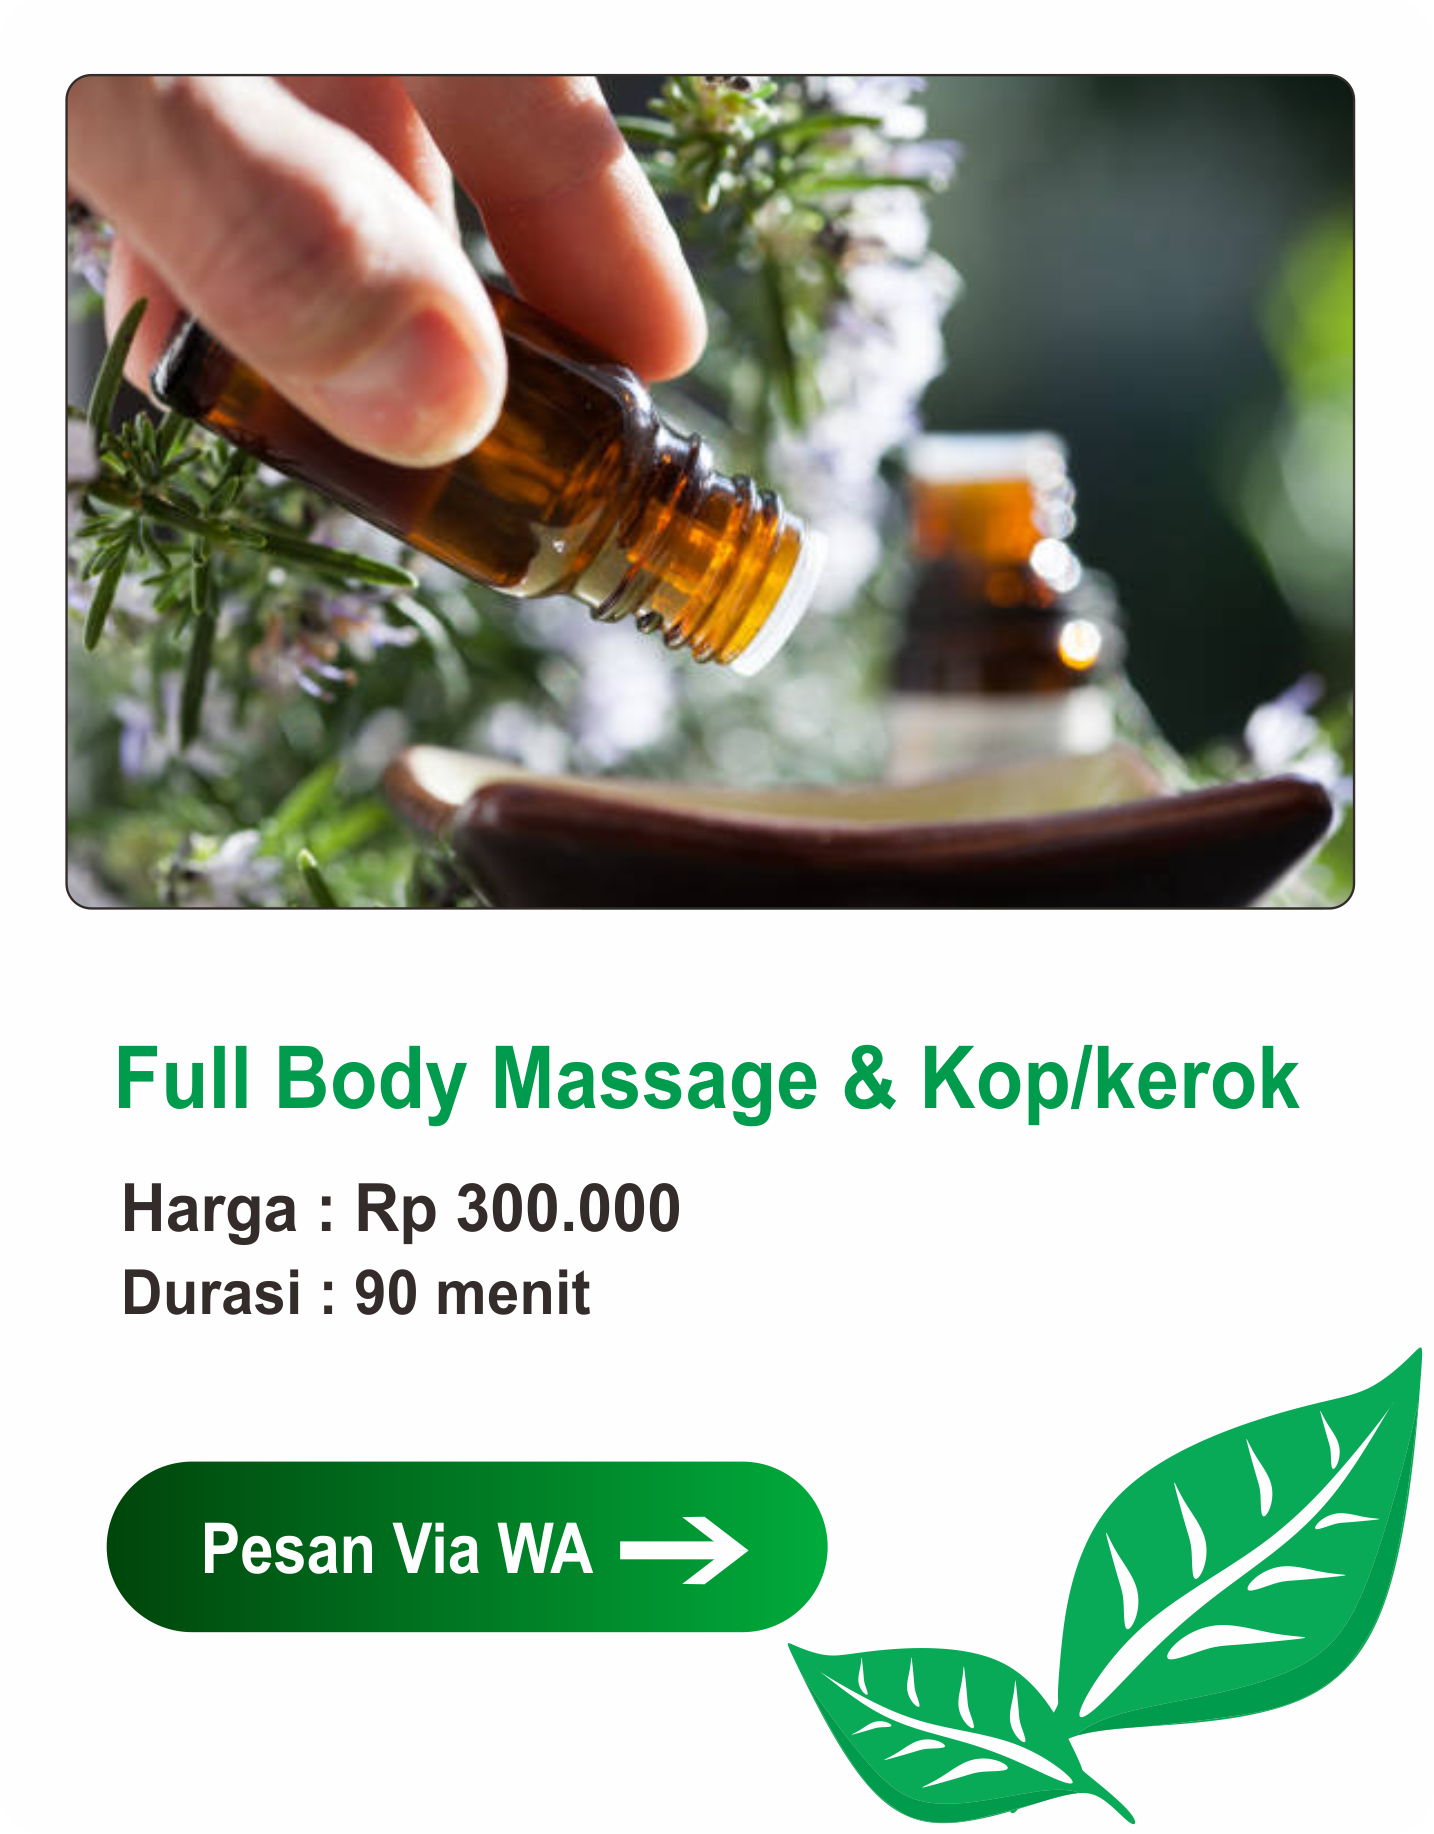 Full Body Massage & Kop/kerok
Harga : Rp 300.000
Durasi : 90 menit
Pesan Via WA